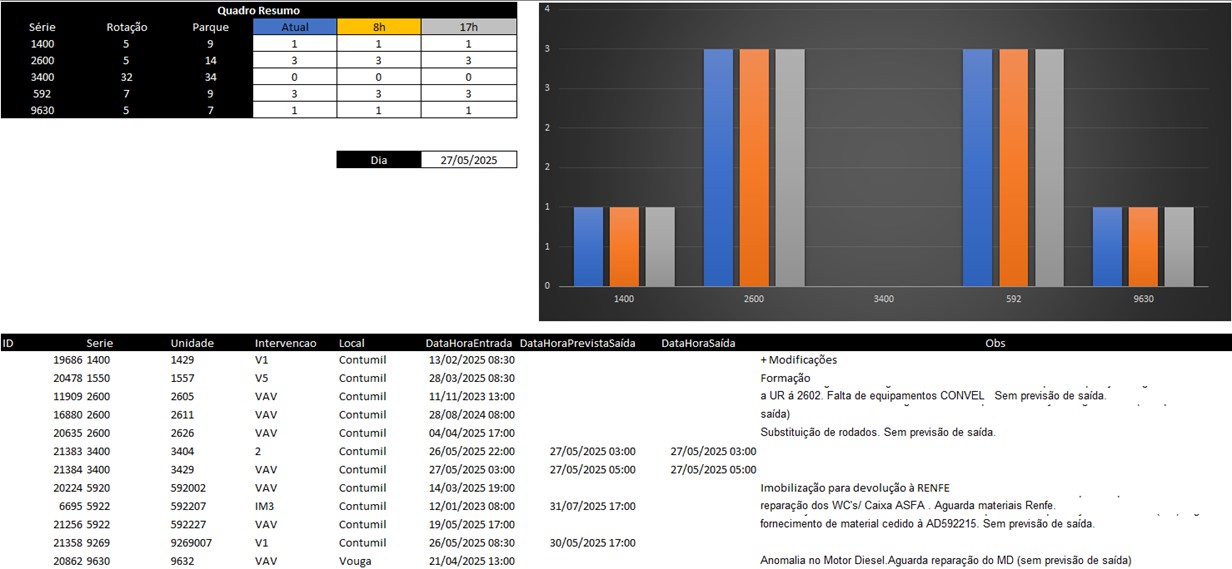 Quadro Resumo
Série Rotação Parque Atual 8h 17h
1400 5 9 1 1 1
2600 5 14 3 3 3
3400 32 34 0 0 0
592 7 9 3 3 3
9630 5 7 1 1 1
Dia 27/05/2025
4
3
3
2
2
1
1
0
1400 2600 3400 592 9630
ID Serie Unidade Intervencao Local DataHoraEntrada DataHoraPrevistaSaída DataHoraSaída Obs
19686 1400 1429 V1 Contumil 13/02/2025 08:30 + Modificações
20478 1550 1557 V5 Contumil 28/03/2025 08:30 Formação
11909 2600 2605 VAV Contumil 11/11/2023 13:00 a UR á 2602. Falta de equipamentos CONVEL Sem previsão de saída.
16880 2600 2611 VAV Contumil 28/08/2024 08:00 saída)
20635 2600 2626 VAV Contumil 04/04/2025 17:00 Substituição de rodados. Sem previsão de saída.
21383 3400 3404 2 Contumil 26/05/2025 22:00 27/05/2025 03:00 27/05/2025 03:00
21384 3400 3429 VAV Contumil 27/05/2025 03:00 27/05/2025 05:00 27/05/2025 05:00
20224 5920 592002 VAV Contumil 14/03/2025 19:00 Imobilização para devolução à RENFE
6695 5922 592207 IM3 Contumil 12/01/2023 08:00 31/07/2025 17:00 reparação dos WC's/ Caixa ASFA . Aguarda materiais Renfe.
21256 5922 592227 VAV Contumil 19/05/2025 17:00 fornecimento de material cedido à AD592215. Sem previsão de saída.
21358 9269 9269007 V1 Contumil 26/05/2025 08:30 30/05/2025 17:00
20862 9630 9632 VAV Vouga 21/04/2025 13:00 Anomalia no Motor Diesel.Aguarda reparação do MD (sem previsão de saída)